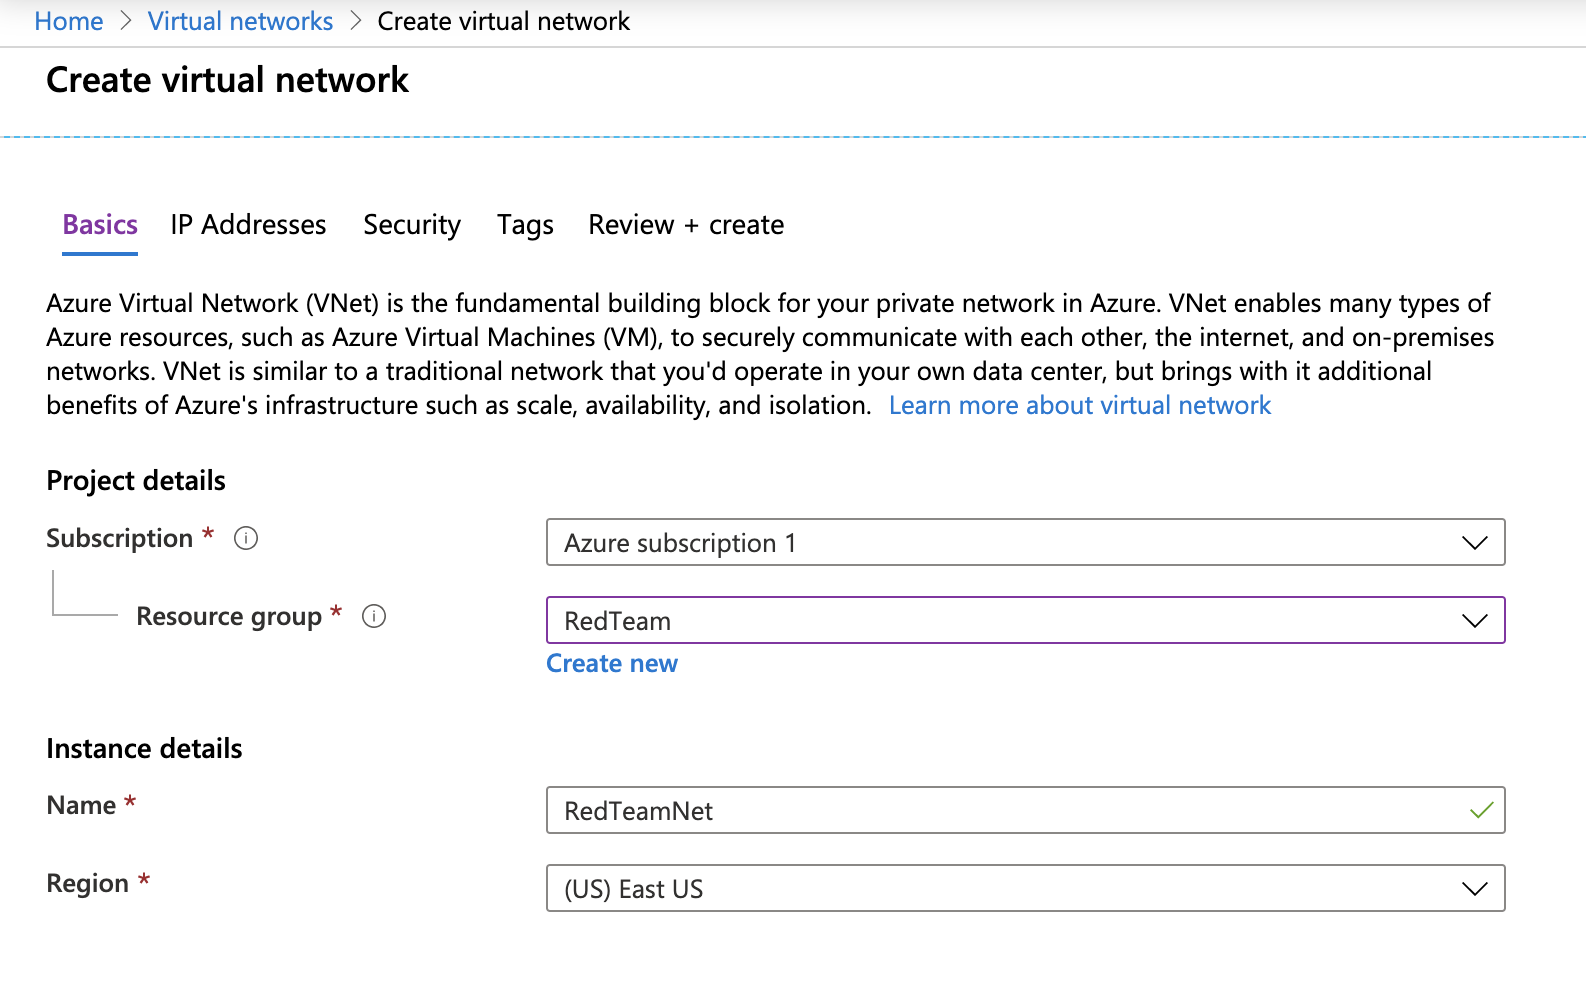 Home > Virtual networks > Create virtual network
Create virtual network
Basics IP Addresses Security Tags Review + create
Azure Virtual Network (VNet) is the fundamental building block for your private network in Azure. VNet enables many types of
Azure resources, such as Azure Virtual Machines (VM), to securely communicate with each other, the internet, and on-premises
networks. VNet is similar to a traditional network that you'd operate in your own data center, but brings with it additional
benefits of Azure's infrastructure such as scale, availability, and isolation. Learn more about virtual network
Project details
Subscription * Azure subscription 1
Resource group * RedTeam
Create new
Instance details
Name * RedTeamNet
Region * (US) East US